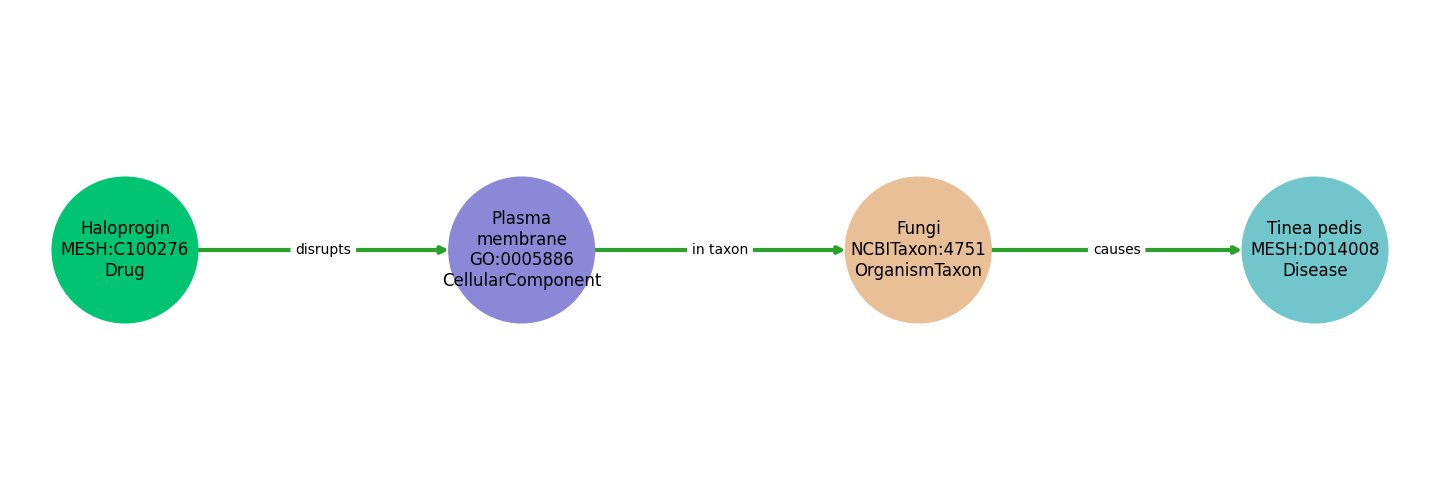 Haloprogin
MESH:C100276
Drug
disrupts
Plasma
membrane
GO:0005886
CellularComponent
in taxon
Fungi
NCBITaxon:4751
OrganismTaxon
causes
Tinea pedis
MESH:D014008
Disease